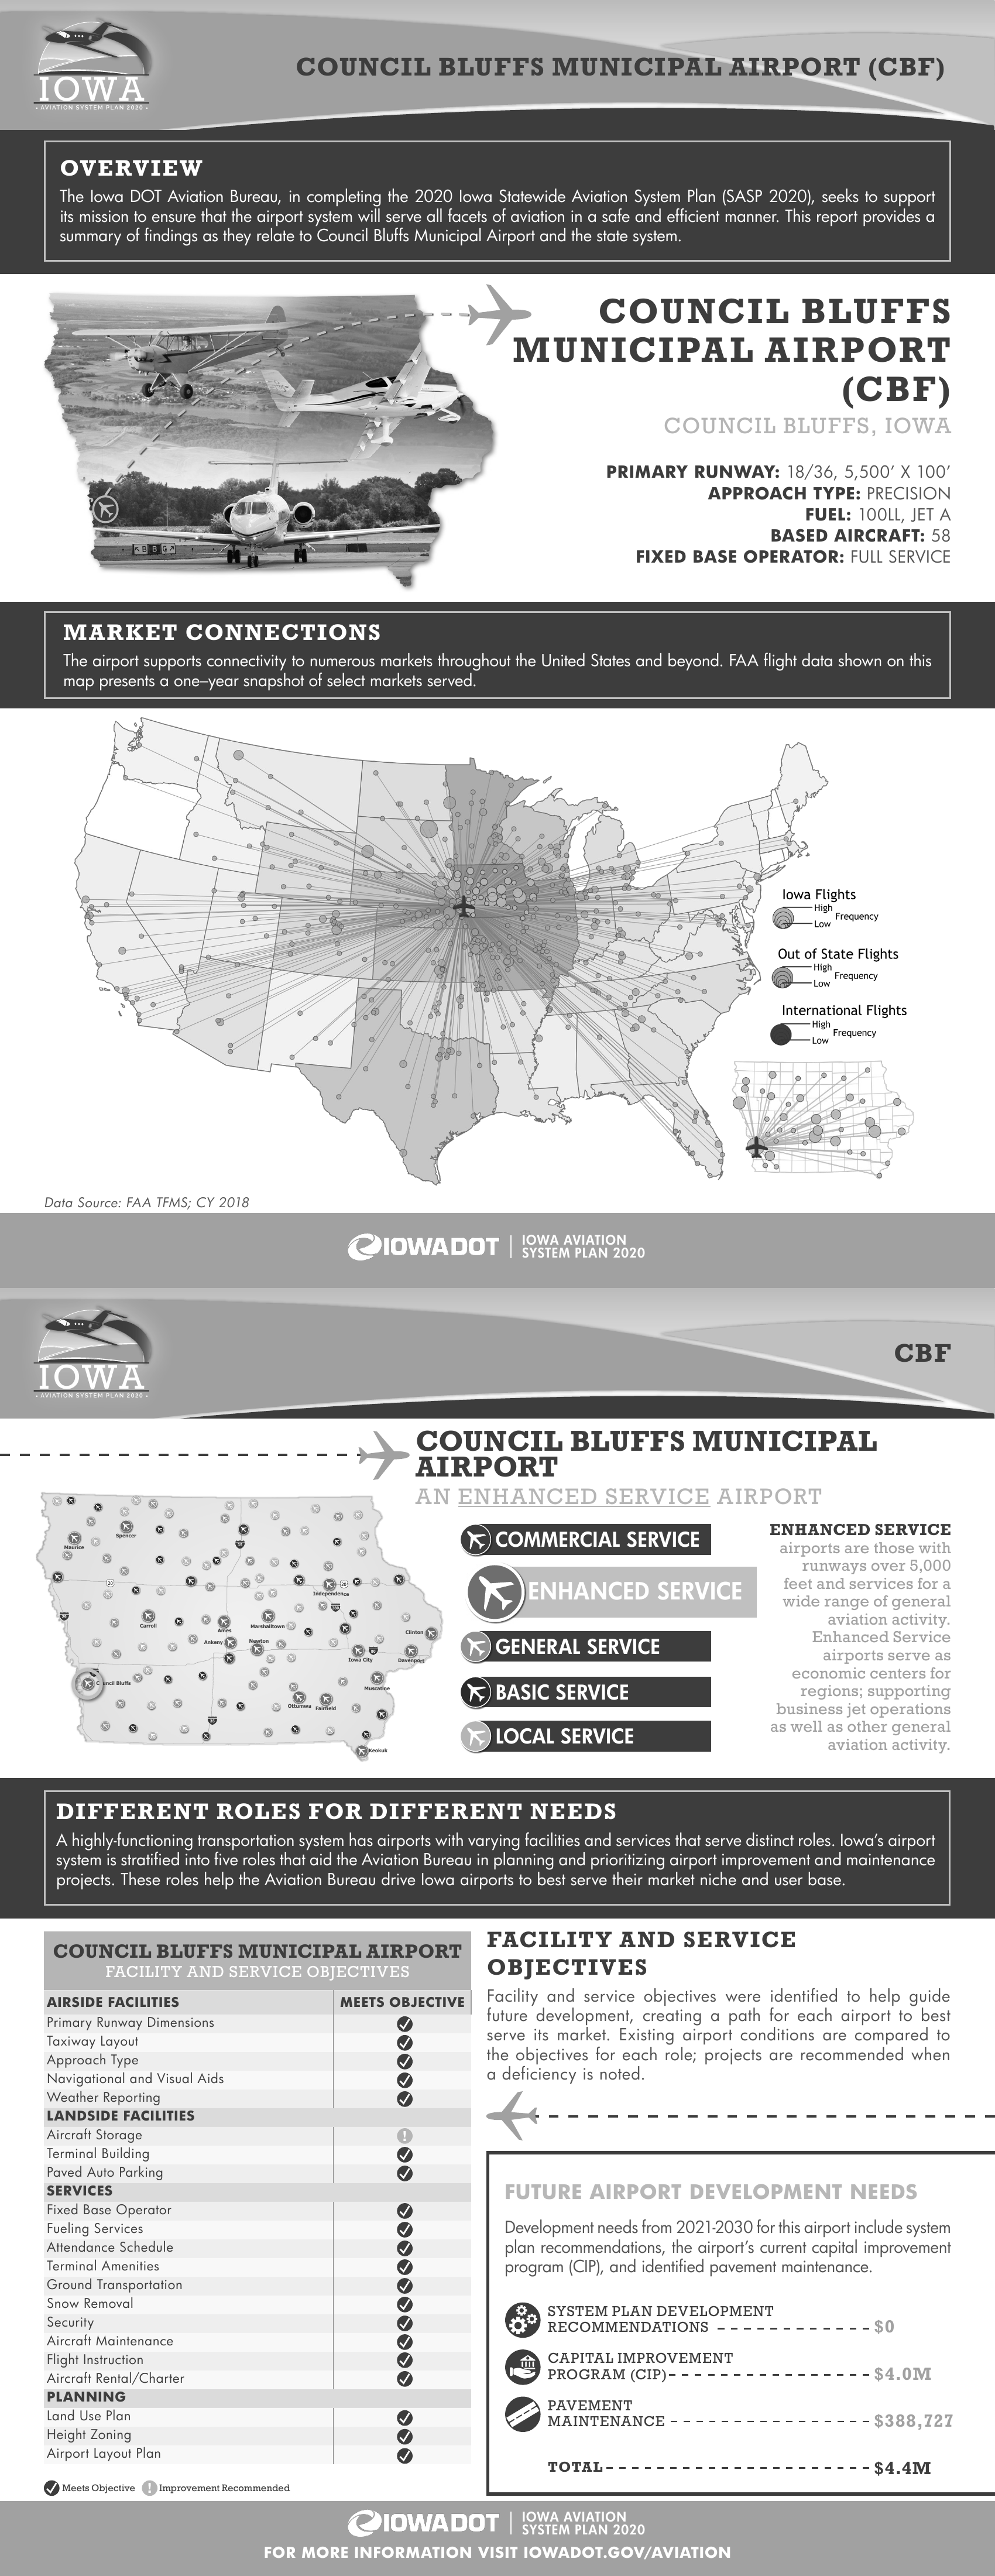 IOWA
• AVIATION SYSTEM PLAN 2020 •
COUNCIL BLUFFS MUNICIPAL AIRPORT (CBF)
OVERVIEW
The Iowa DOT Aviation Bureau, in completing the 2020 Iowa Statewide Aviation System Plan (SASP 2020), seeks to support
its mission to ensure that the airport system will serve all facets of aviation in a safe and efficient manner. This report provides a
summary of findings as they relate to Council Bluffs Municipal Airport and the state system.
COUNCIL BLUFFS
MUNICIPAL AIRPORT
(CBF)
COUNCIL BLUFFS, IOWA
PRIMARY RUNWAY: 18/36, 5,500’ X 100’
APPROACH TYPE: PRECISION
FUEL: 100LL, JET A
BASED AIRCRAFT: 58
FIXED BASE OPERATOR: FULL SERVICE
MARKET CONNECTIONS
The airport supports connectivity to numerous markets throughout the United States and beyond. FAA flight data shown on this
map presents a one–year snapshot of select markets served.
Iowa Flights
High
Frequency
Low
Out of State Flights
High
Frequency
Low
International Flights
High
Frequency
Low
Data Source: FAA TFMS; CY 2018
IOWADOT
IOWA AVIATION
SYSTEM PLAN 2020
IOWA
• AVIATION SYSTEM PLAN 2020 •
CBF
COUNCIL BLUFFS MUNICIPAL
AIRPORT
AN ENHANCED SERVICE AIRPORT
Spencer
Maurice
Independence
Carroll
Ames
Marshalltown
Clinton
Ankeny
Newton
Iowa City
Davenport
Council Bluffs
Muscatine
Ottumwa
Fairfield
Keokuk
COMMERCIAL SERVICE
ENHANCED SERVICE
GENERAL SERVICE
BASIC SERVICE
LOCAL SERVICE
ENHANCED SERVICE
airports are those with
runways over 5,000
feet and services for a
wide range of general
aviation activity.
Enhanced Service
airports serve as
economic centers for
regions; supporting
business jet operations
as well as other general
aviation activity.
DIFFERENT ROLES FOR DIFFERENT NEEDS
A highly-functioning transportation system has airports with varying facilities and services that serve distinct roles. Iowa’s airport
system is stratified into five roles that aid the Aviation Bureau in planning and prioritizing airport improvement and maintenance
projects. These roles help the Aviation Bureau drive Iowa airports to best serve their market niche and user base.
COUNCIL BLUFFS MUNICIPAL AIRPORT
FACILITY AND SERVICE OBJECTIVES
AIRSIDE FACILITIES MEETS OBJECTIVE
Primary Runway Dimensions
Taxiway Layout
Approach Type
Navigational and Visual Aids
Weather Reporting
LANDSIDE FACILITIES
Aircraft Storage
Terminal Building
Paved Auto Parking
SERVICES
Fixed Base Operator
Fueling Services
Attendance Schedule
Terminal Amenities
Ground Transportation
Snow Removal
Security
Aircraft Maintenance
Flight Instruction
Aircraft Rental/Charter
PLANNING
Land Use Plan
Height Zoning
Airport Layout Plan
Meets Objective Improvement Recommended
FACILITY AND SERVICE
OBJECTIVES
Facility and service objectives were identified to help guide
future development, creating a path for each airport to best
serve its market. Existing airport conditions are compared to
the objectives for each role; projects are recommended when
a deficiency is noted.
FUTURE AIRPORT DEVELOPMENT NEEDS
Development needs from 2021-2030 for this airport include system
plan recommendations, the airport’s current capital improvement
program (CIP), and identified pavement maintenance.
SYSTEM PLAN DEVELOPMENT
RECOMMENDATIONS $0
CAPITAL IMPROVEMENT
PROGRAM (CIP) $4.0M
PAVEMENT
MAINTENANCE $388,727
TOTAL $4.4M
IOWADOT
IOWA AVIATION
SYSTEM PLAN 2020
FOR MORE INFORMATION VISIT IOWADOT.GOV/AVIATION